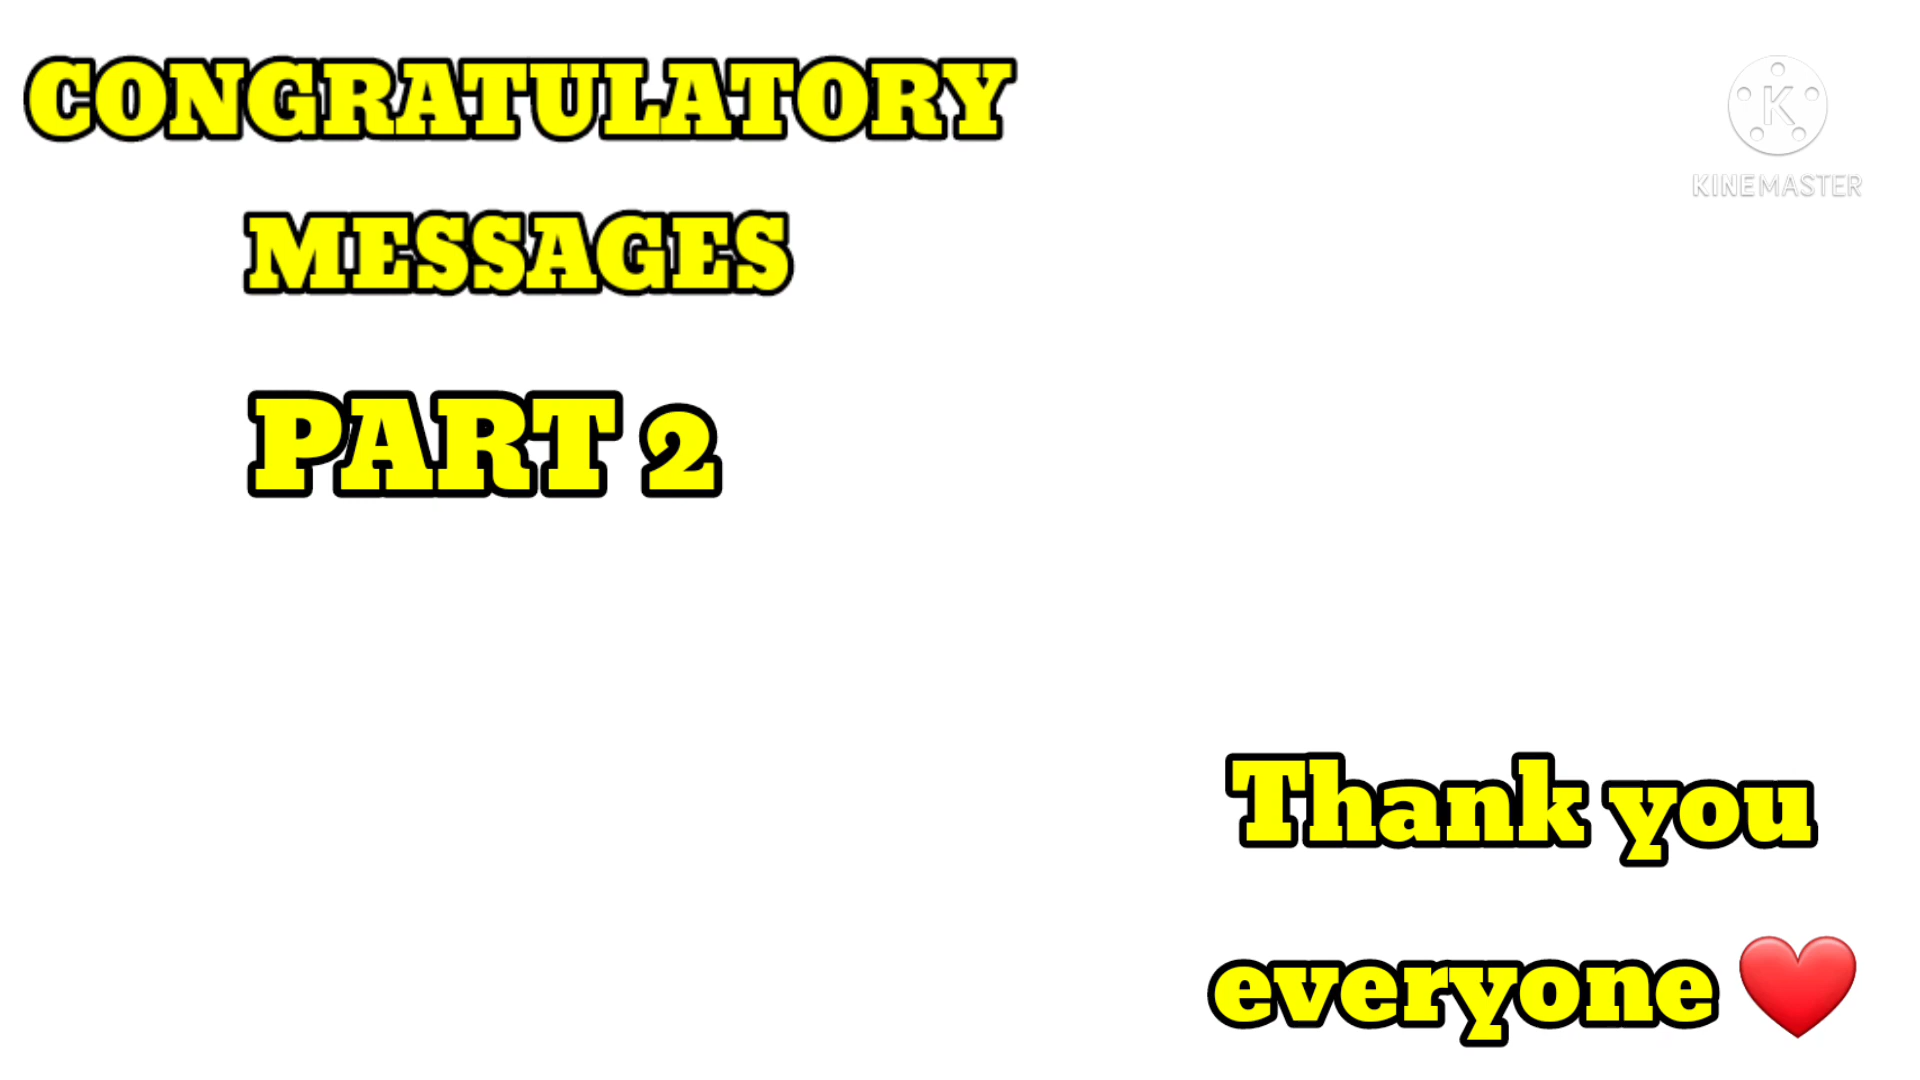 CONGRATULATORY
MESSAGES
PART 2
K
KINEMASTER
Thank you
everyone ❤️